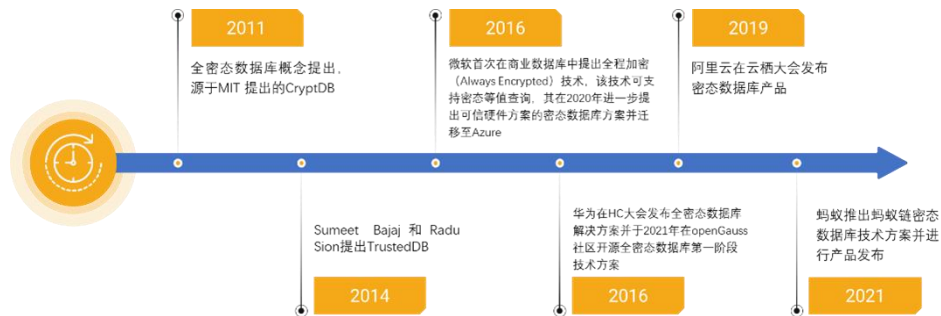 2011
全密态数据库概念提出，
源于MIT 提出的CryptDB
2014
Sumeet Bajaj 和 Radu
Sion提出TrustedDB
2016
微软首次在商业数据库中提出全程加密
（Always Encrypted）技术，该技术可支
持密态等值查询，其在2020年进一步提
出可信硬件方案的密态数据库方案并迁
移至Azure
2016
华为在HC大会发布全密态数据库
解决方案并于2021年在openGauss
社区开源全密态数据库第一阶段
技术方案
2019
阿里云在云栖大会发布
密态数据库产品
2021
蚂蚁推出蚂蚁链密态
数据库技术方案并进
行产品发布